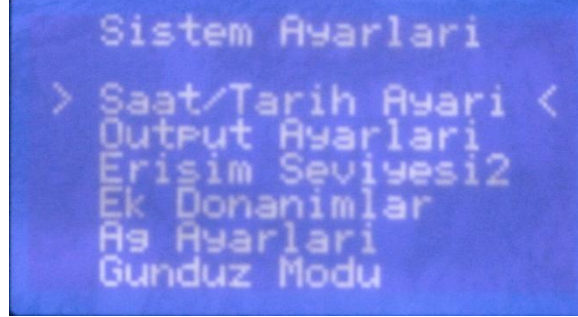 Sistem Ayarlari
> Saat/Tarih Ayari <
Output Ayarlari
Erisim Seviyesi2
Ek Donanimlar
Ag Ayarlari
Gunduz Modu